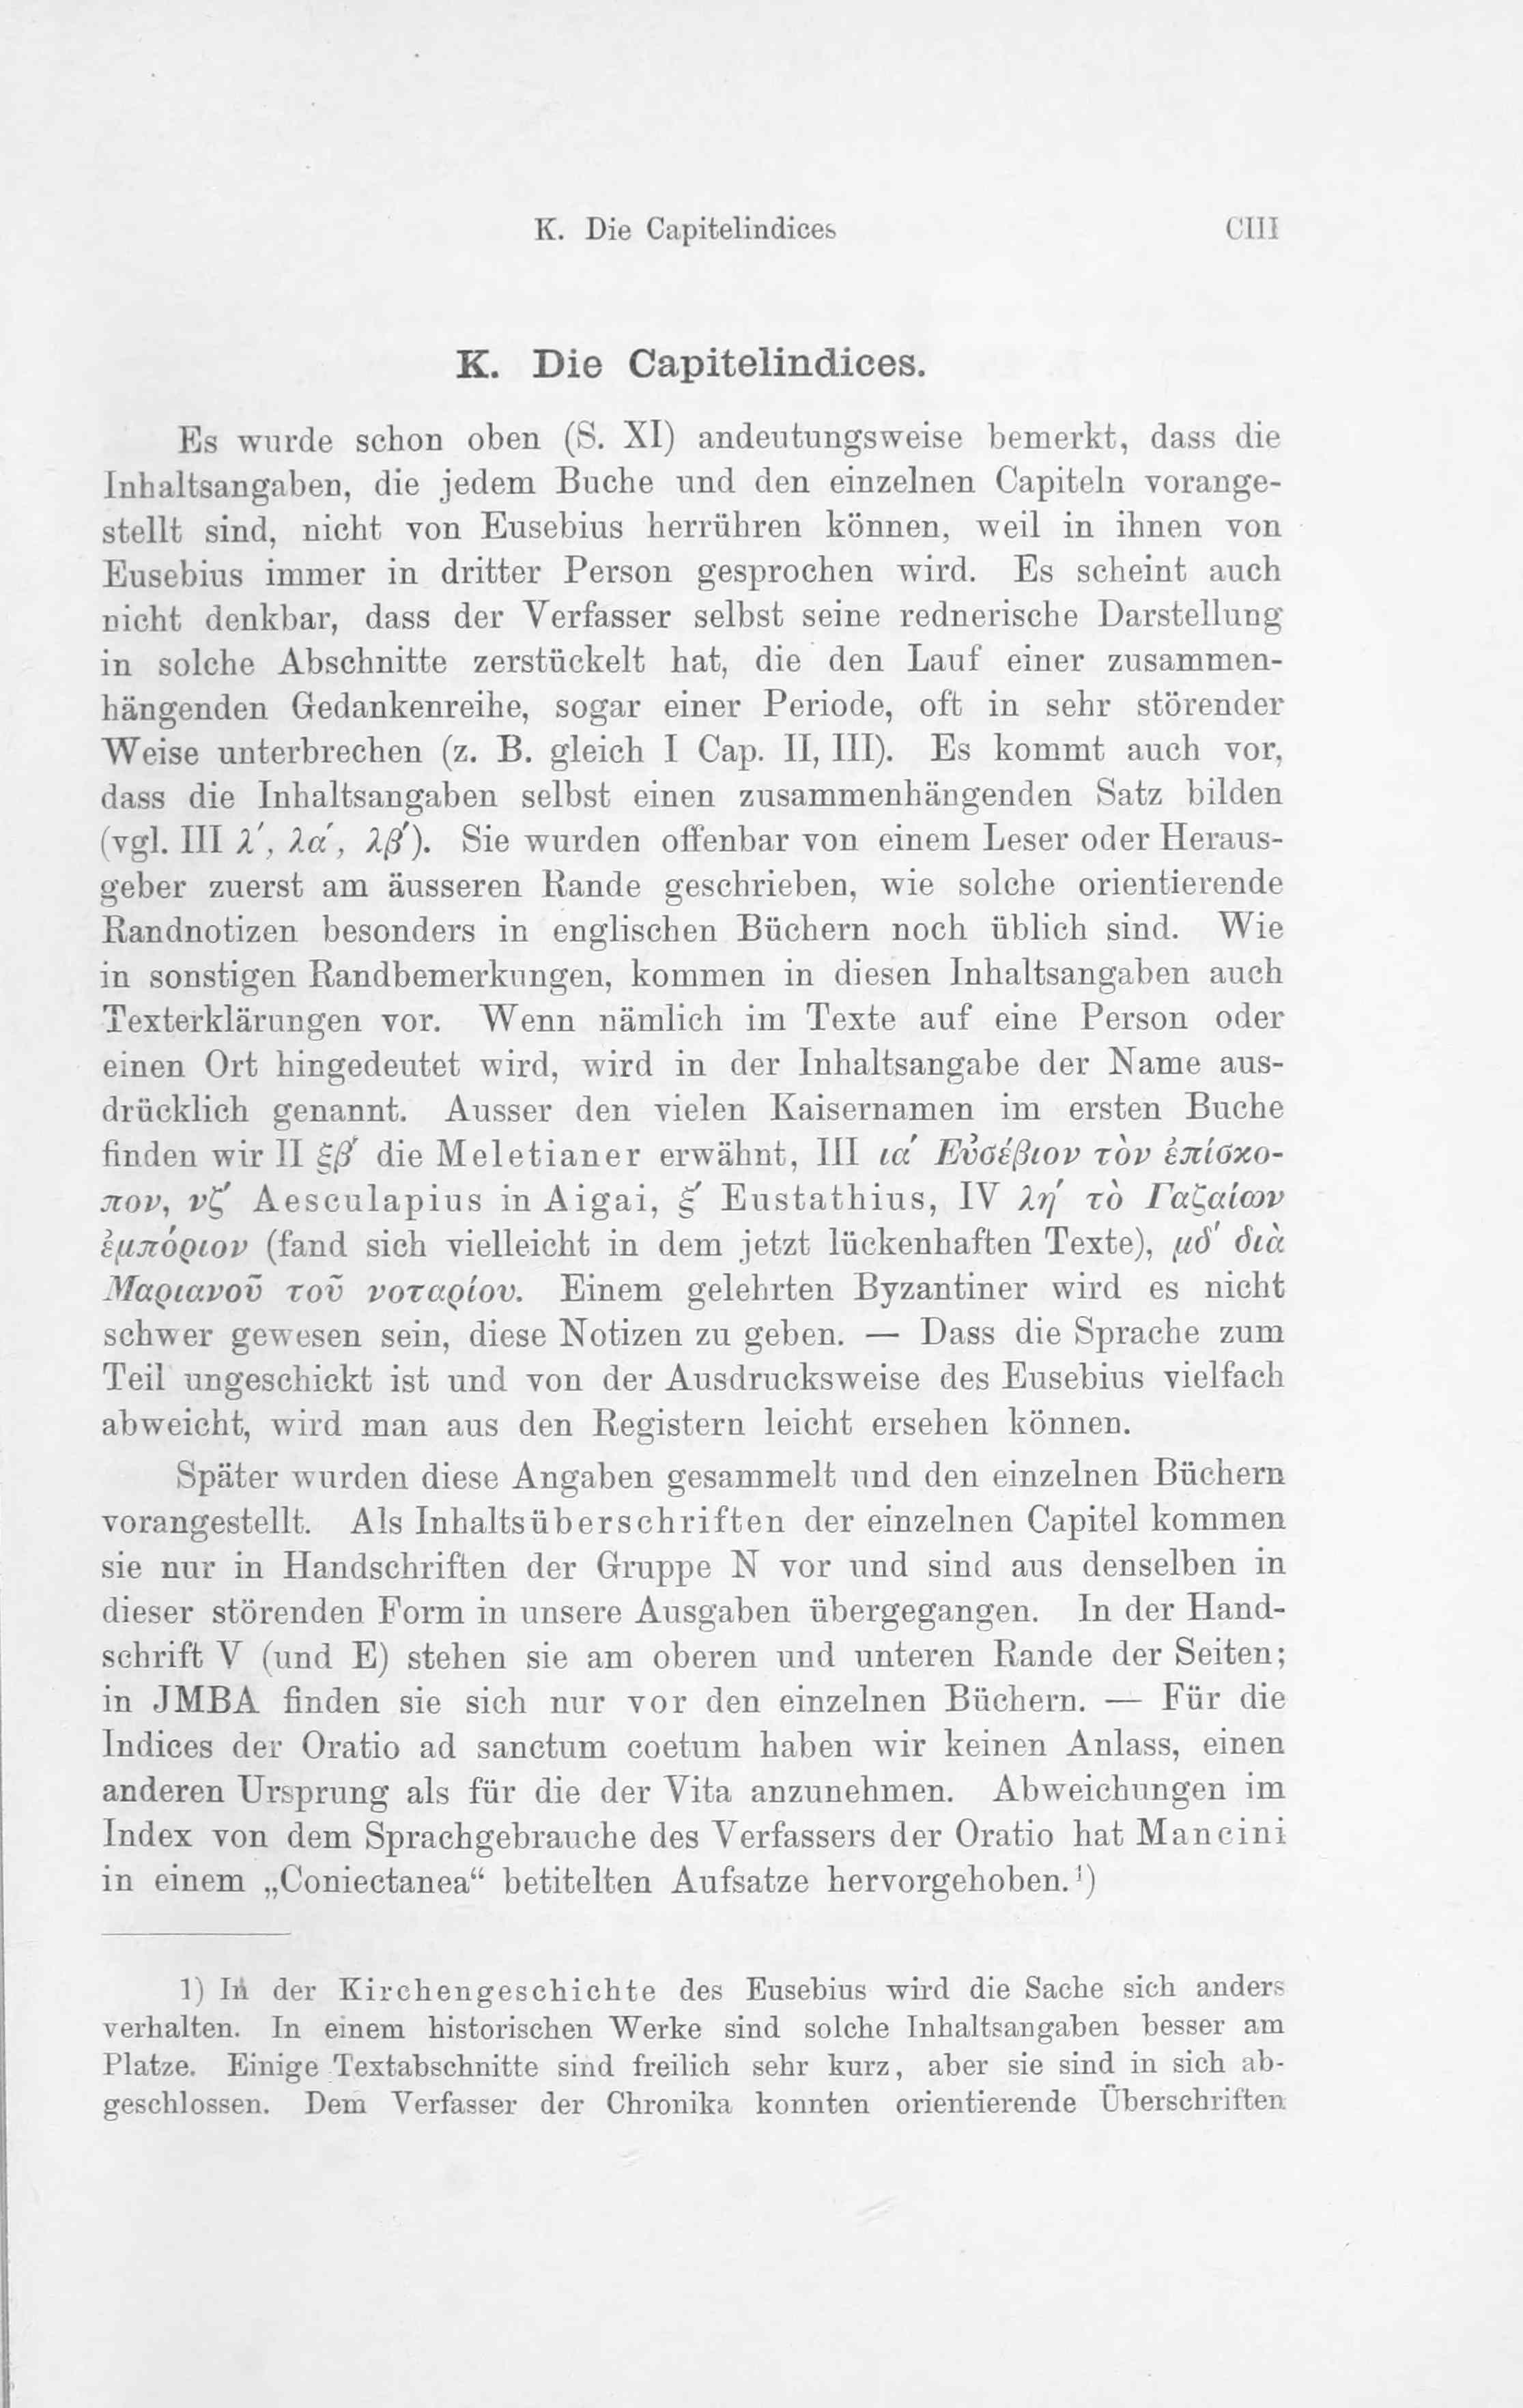 K. Die Capitelindices CIII
K. Die Capitelindices.
Es wurde schon oben (S. XI) andeutungsweise bemerkt, dass die
Inhaltsangaben, die jedem Buche und den einzelnen Capiteln vorange-
stellt sind, nicht von Eusebius herrühren können, weil in ihnen von
Eusebius immer in dritter Person gesprochen wird. Es scheint auch
nicht denkbar, dass der Verfasser selbst seine rednerische Darstellung
in solche Abschnitte zerstückelt hat, die den Lauf einer zusammen-
hängenden Gedankenreihe, sogar einer Periode, oft in sehr störender
Weise unterbrechen (z. B. gleich I Cap. II, III). Es kommt auch vor,
dass die Inhaltsangaben selbst einen zusammenhängenden Satz bilden
(vgl. III λ΄, λα΄, λβ΄). Sie wurden offenbar von einem Leser oder Heraus-
geber zuerst am äusseren Rande geschrieben, wie solche orientierende
Randnotizen besonders in englischen Büchern noch üblich sind. Wie
in sonstigen Randbemerkungen, kommen in diesen Inhaltsangaben auch
Texterklärungen vor. Wenn nämlich im Texte auf eine Person oder
einen Ort hingedeutet wird, wird in der Inhaltsangabe der Name aus-
drücklich genannt. Ausser den vielen Kaisernamen im ersten Buche
finden wir II ξβ΄ die Meletianer erwähnt, III ια΄ Εὐσέβιον τὸν ἐπίσκο-
πον, νζ΄ Aesculapius in Aigai, ξ΄ Eustathius, IV λη΄ τὸ Γαζαίων
ἐμπόριον (fand sich vielleicht in dem jetzt lückenhaften Texte), μδ΄ διὰ
Μαριανοῦ τοῦ νοταρίου. Einem gelehrten Byzantiner wird es nicht
schwer gewesen sein, diese Notizen zu geben. — Dass die Sprache zum
Teil ungeschickt ist und von der Ausdrucksweise des Eusebius vielfach
abweicht, wird man aus den Registern leicht ersehen können.
Später wurden diese Angaben gesammelt und den einzelnen Büchern
vorangestellt. Als Inhaltsüberschriften der einzelnen Capitel kommen
sie nur in Handschriften der Gruppe N vor und sind aus denselben in
dieser störenden Form in unsere Ausgaben übergegangen. In der Hand-
schrift V (und E) stehen sie am oberen und unteren Rande der Seiten;
in JMBA finden sie sich nur vor den einzelnen Büchern. — Für die
Indices der Oratio ad sanctum coetum haben wir keinen Anlass, einen
anderen Ursprung als für die der Vita anzunehmen. Abweichungen im
Index von dem Sprachgebrauche des Verfassers der Oratio hat Mancini
in einem „Coniectanea“ betitelten Aufsatze hervorgehoben.¹)
1) In der Kirchengeschichte des Eusebius wird die Sache sich anders
verhalten. In einem historischen Werke sind solche Inhaltsangaben besser am
Platze. Einige Textabschnitte sind freilich sehr kurz, aber sie sind in sich ab-
geschlossen. Dem Verfasser der Chronika konnten orientierende Überschriften